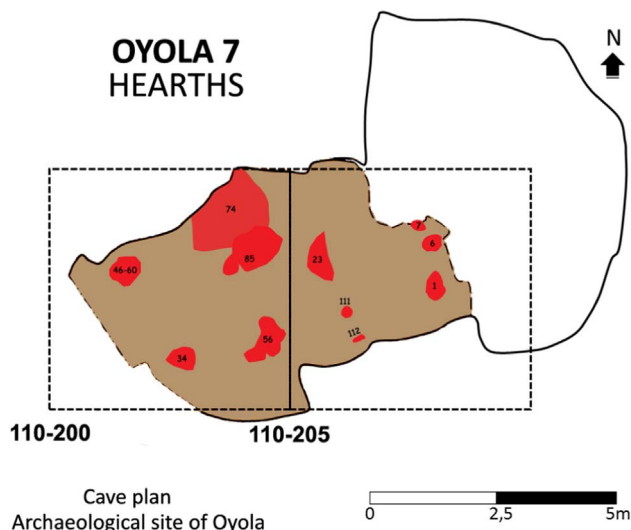 OYOLA 7
HEARTHS
N
74
7
6
85
23
46-60
1
111
112
56
34
110-200
110-205
Cave plan
Archaeological site of Oyola
0
2,5
5m